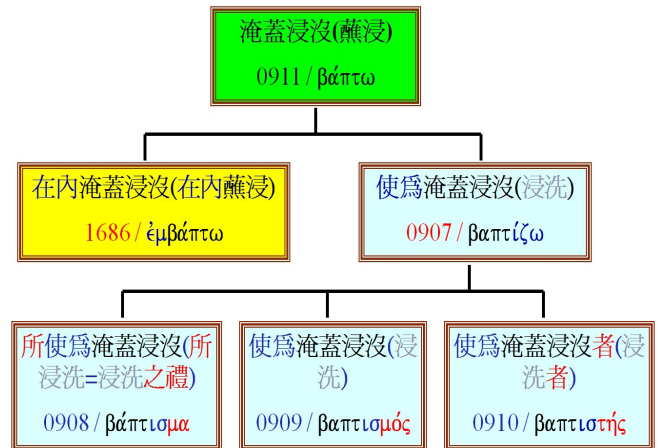 淹蓋浸沒(蘸浸)
0911 / βάπτω
在內淹蓋浸沒(在內蘸浸)
1686 / ἐμβάπτω
使爲淹蓋浸沒(浸洗)
0907 / βαπτίζω
所使爲淹蓋浸沒(所
浸洗=浸洗之禮)
0908 / βάπτισμα
使爲淹蓋浸沒(浸
洗)
0909 / βαπτισμός
使爲淹蓋浸沒者(浸
洗者)
0910 / βαπτιστής